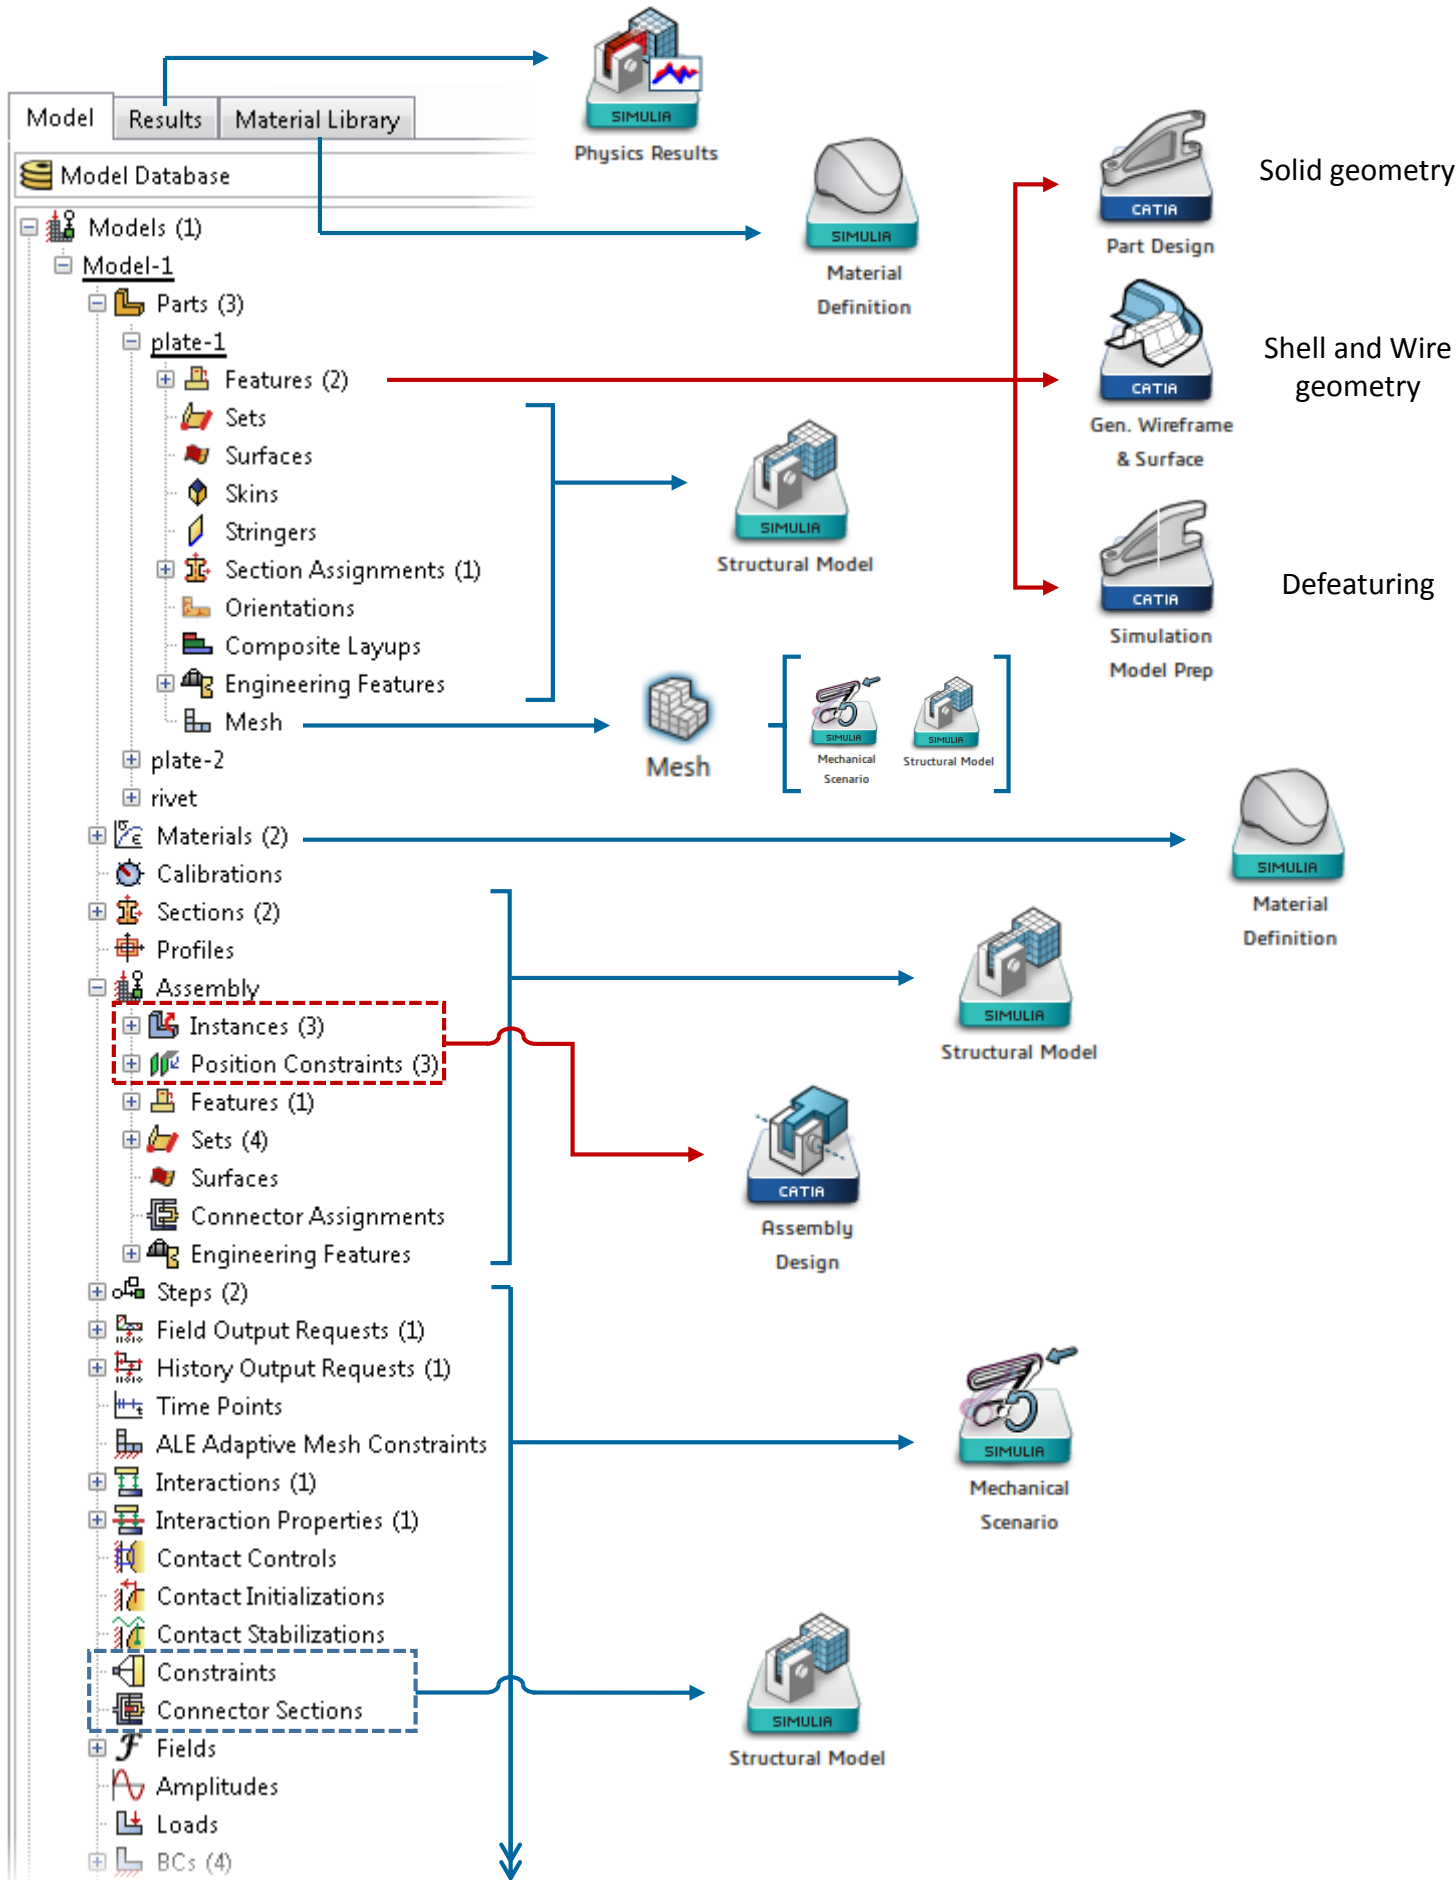 SIMULIA
Physics Results
Model
Results
Material Library
Model Database
SIMULIA
Material
Definition
CATIA
Part Design
Solid geometry
Models (1)
Model-1
Parts (3)
plate-1
Features (2)
Sets
Surfaces
Skins
Stringers
Section Assignments (1)
Orientations
Composite Layups
Engineering Features
Mesh
plate-2
rivet
CATIA
Gen. Wireframe
& Surface
Shell and Wire
geometry
SIMULIA
Structural Model
CATIA
Simulation
Model Prep
Defeaturing
Mesh
SIMULIA
Mechanical
Scenario
SIMULIA
Structural Model
Materials (2)
Calibrations
Sections (2)
Profiles
Assembly
Instances (3)
Position Constraints (3)
Features (1)
Sets (4)
Surfaces
Connector Assignments
Engineering Features
SIMULIA
Material
Definition
SIMULIA
Structural Model
CATIA
Assembly
Design
Steps (2)
Field Output Requests (1)
History Output Requests (1)
Time Points
ALE Adaptive Mesh Constraints
Interactions (1)
Interaction Properties (1)
Contact Controls
Contact Initializations
Contact Stabilizations
Constraints
Connector Sections
Fields
Amplitudes
Loads
BCs (4)
SIMULIA
Mechanical
Scenario
SIMULIA
Structural Model